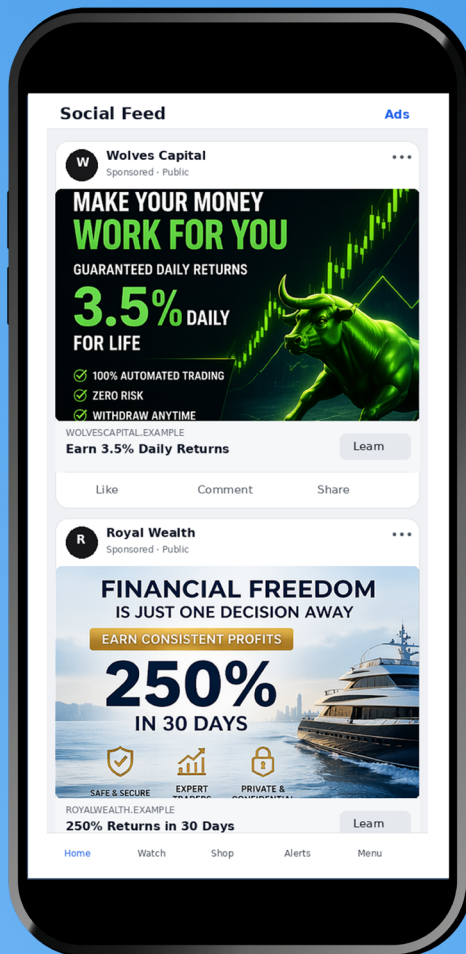 Social Feed
Ads
W
Wolves Capital
Sponsored · Public
MAKE YOUR MONEY
WORK FOR YOU
GUARANTEED DAILY RETURNS
3.5% DAILY
FOR LIFE
100% AUTOMATED TRADING
ZERO RISK
WITHDRAW ANYTIME
WOLVESCAPITAL.EXAMPLE
Earn 3.5% Daily Returns
Learn
Like Comment Share
R
Royal Wealth
Sponsored · Public
FINANCIAL FREEDOM
IS JUST ONE DECISION AWAY
EARN CONSISTENT PROFITS
250%
IN 30 DAYS
SAFE & SECURE
EXPERT
TRADERS
PRIVATE &
CONFIDENTIAL
ROYALWEALTH.EXAMPLE
250% Returns in 30 Days
Learn
Home Watch Shop Alerts Menu